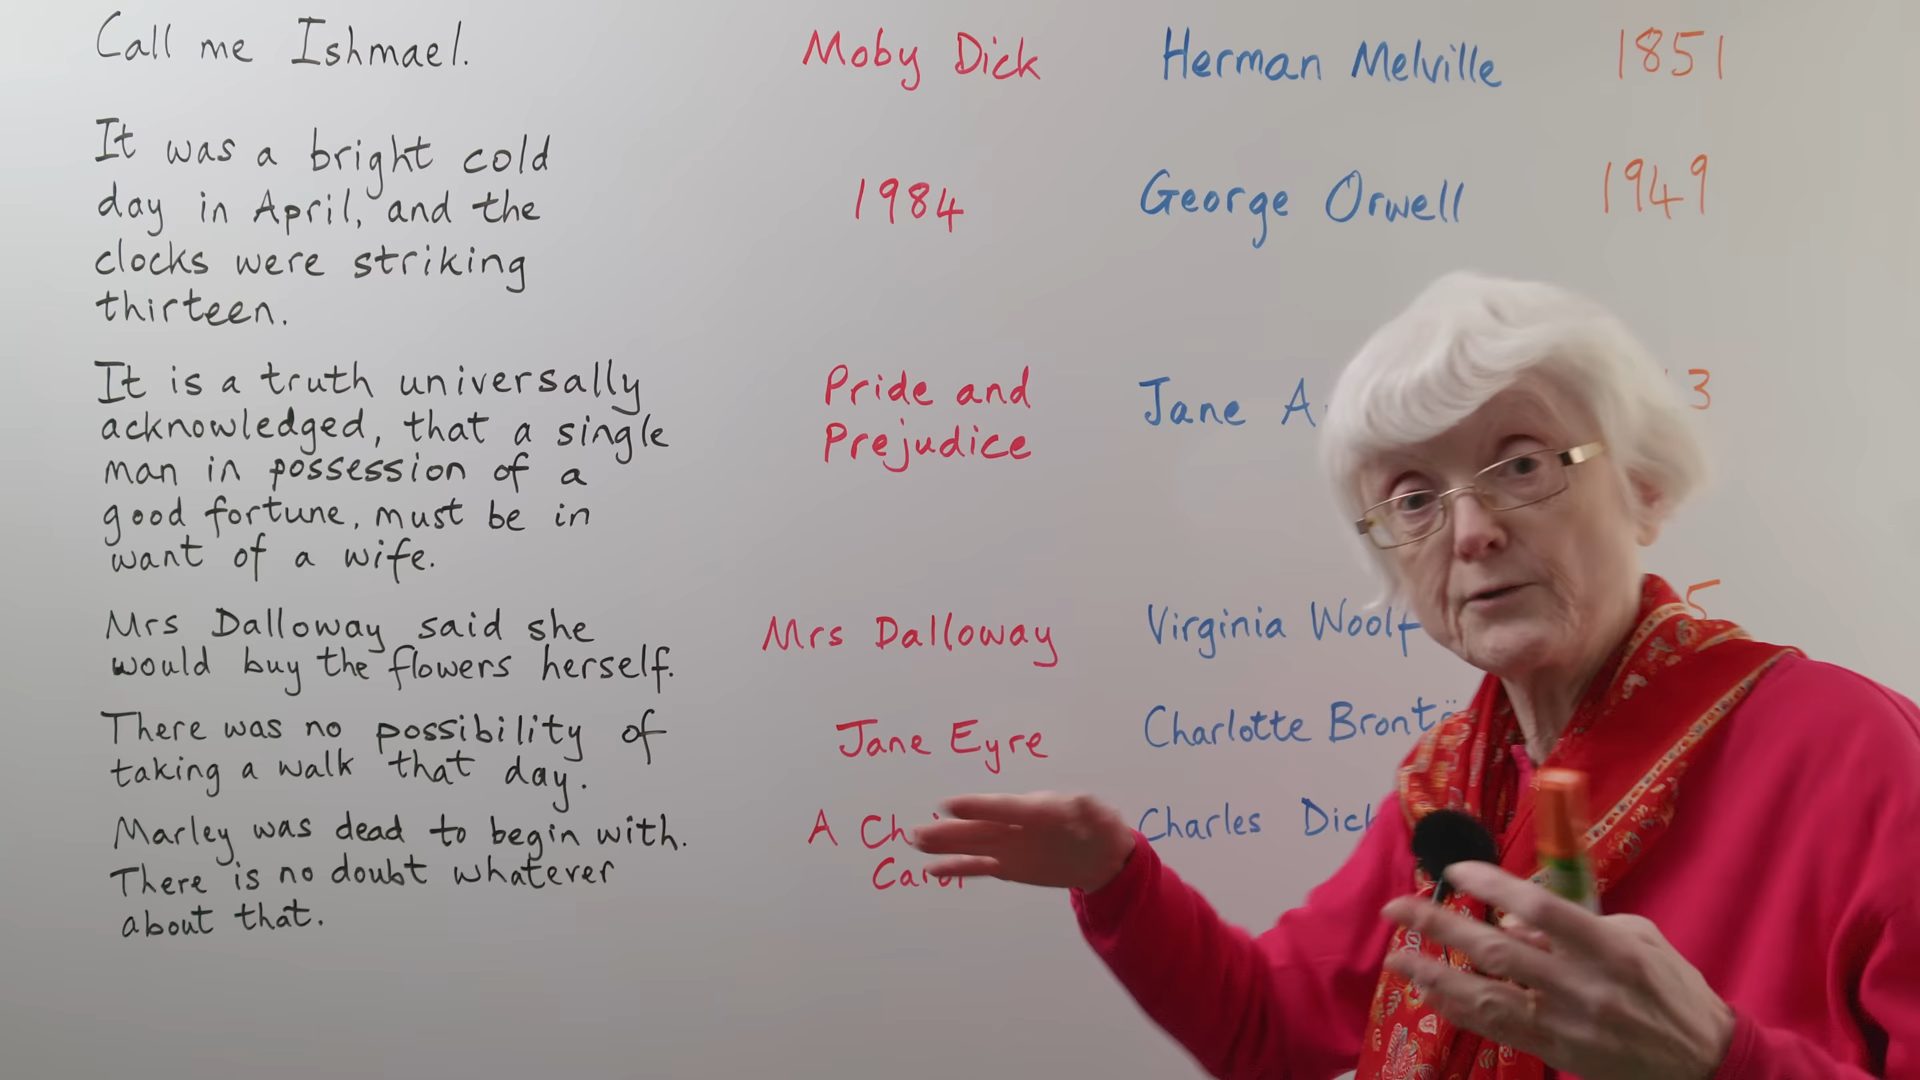 Call me Ishmael.
Moby Dick
Herman Melville
1851
It was a bright cold
day in April, and the
clocks were striking
thirteen.
1984
George Orwell
1949
It is a truth universally
acknowledged, that a single
man in possession of a
good fortune, must be in
want of a wife.
Pride and
Prejudice
Jane
3
Mrs Dalloway said she
would buy the flowers herself.
Mrs Dalloway
Virginia Woolf
5
There was no possibility of
taking a walk that day.
Jane Eyre
Charlotte Brontë
Marley was dead to begin with.
There is no doubt whatever
about that.
A
Charles